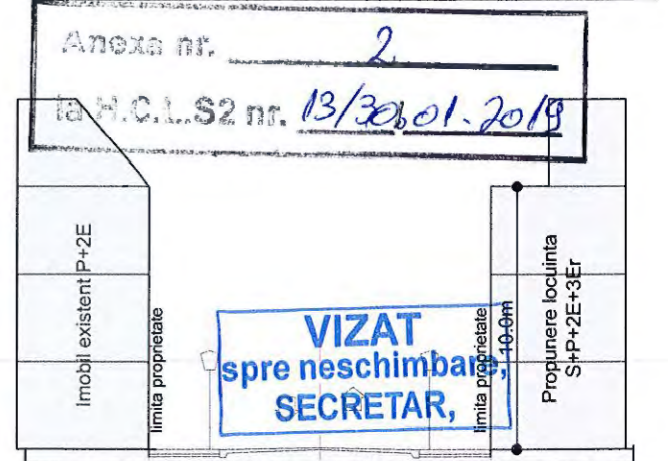 Anexa nr. 2
la H.C.L.S2 nr. 13/30.01.2019
Imobil existent P+2E
limita proprietate
VIZAT
spre neschimbare,
SECRETAR,
limita proprietate
10.0m
Propunere locuinta
S+P+2E+3Er